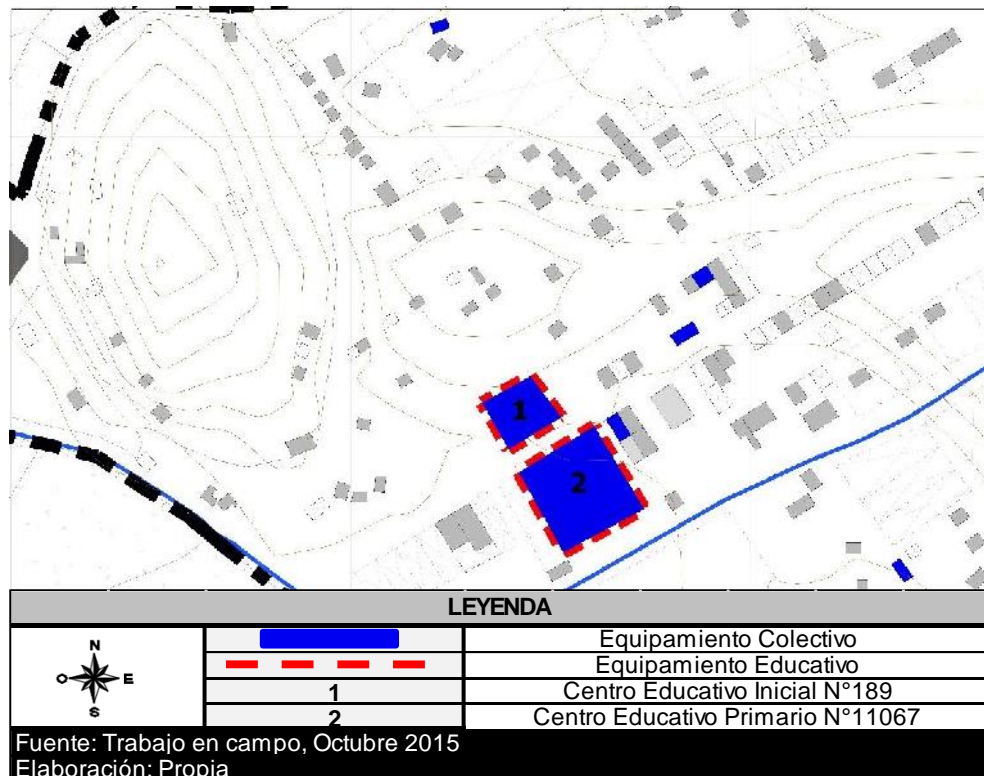 1
2
LEYENDA
N
O E
S
Equipamiento Colectivo
Equipamiento Educativo
1 Centro Educativo Inicial N°189
2 Centro Educativo Primario N°11067
Fuente: Trabajo en campo, Octubre 2015
Elaboración: Propia